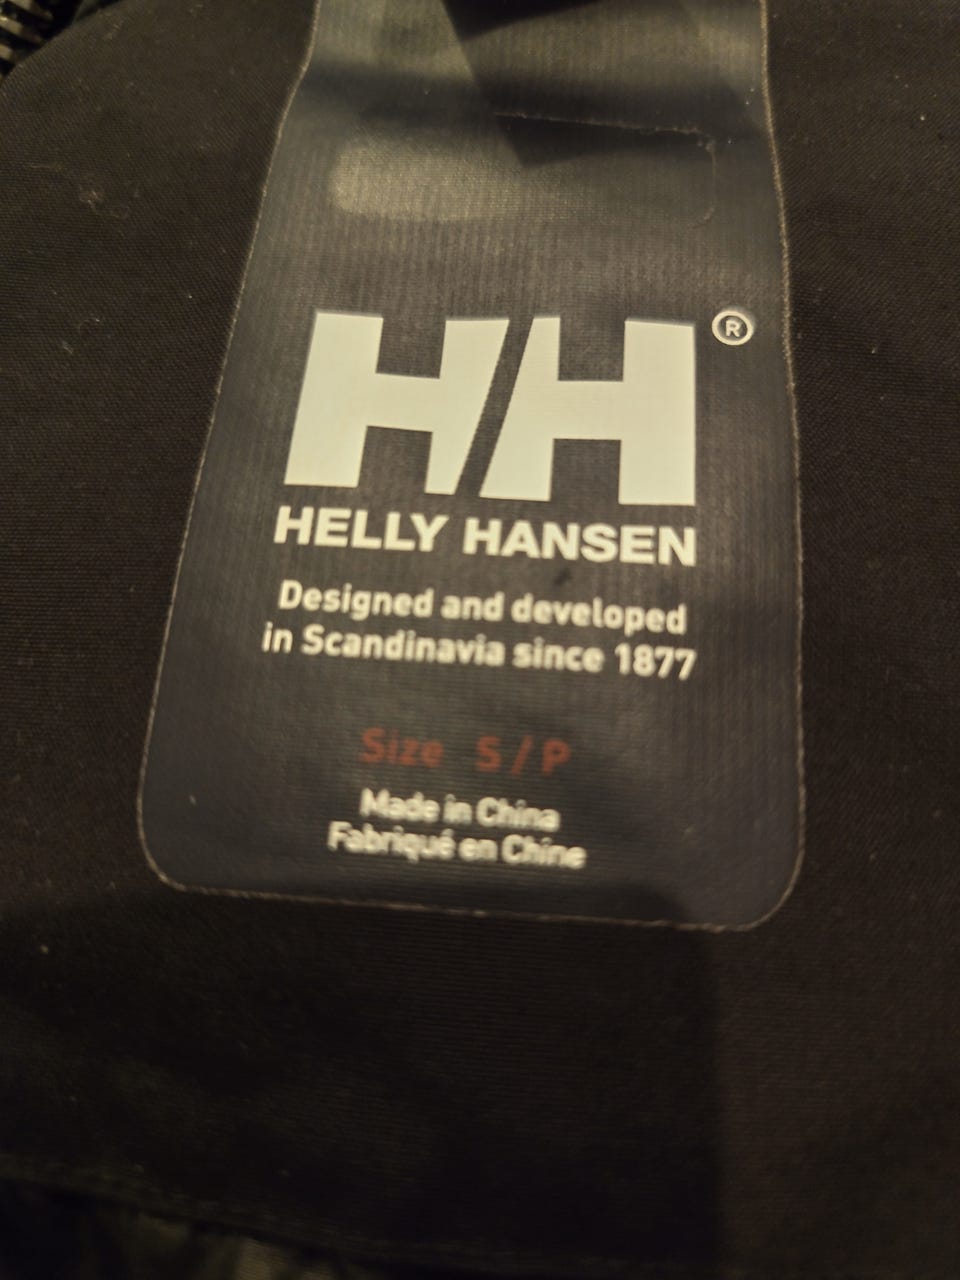 HH®
HELLY HANSEN
Designed and developed
in Scandinavia since 1877
Size S/P
Made in China
Fabriqué en Chine